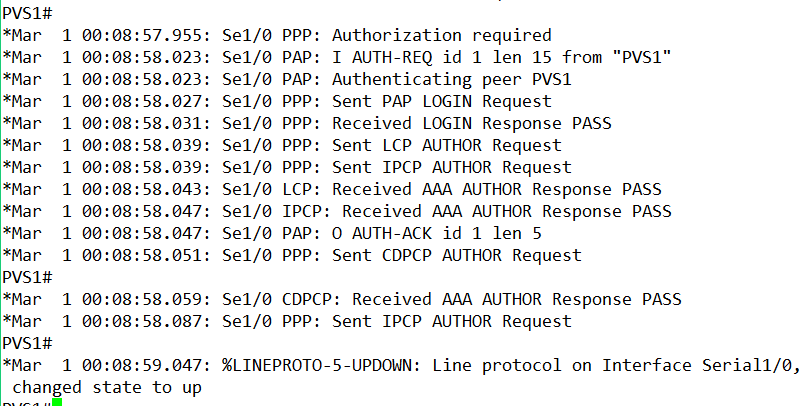 PVS1#
*Mar  1 00:08:57.955: Se1/0 PPP: Authorization required
*Mar  1 00:08:58.023: Se1/0 PAP: I AUTH-REQ id 1 len 15 from "PVS1"
*Mar  1 00:08:58.023: Se1/0 PAP: Authenticating peer PVS1
*Mar  1 00:08:58.027: Se1/0 PPP: Sent PAP LOGIN Request
*Mar  1 00:08:58.031: Se1/0 PPP: Received LOGIN Response PASS
*Mar  1 00:08:58.039: Se1/0 PPP: Sent LCP AUTHOR Request
*Mar  1 00:08:58.039: Se1/0 PPP: Sent IPCP AUTHOR Request
*Mar  1 00:08:58.043: Se1/0 LCP: Received AAA AUTHOR Response PASS
*Mar  1 00:08:58.047: Se1/0 IPCP: Received AAA AUTHOR Response PASS
*Mar  1 00:08:58.047: Se1/0 PAP: O AUTH-ACK id 1 len 5
*Mar  1 00:08:58.051: Se1/0 PPP: Sent CDPCP AUTHOR Request
PVS1#
*Mar  1 00:08:58.059: Se1/0 CDPCP: Received AAA AUTHOR Response PASS
*Mar  1 00:08:58.087: Se1/0 PPP: Sent IPCP AUTHOR Request
PVS1#
*Mar  1 00:08:59.047: %LINEPROTO-5-UPDOWN: Line protocol on Interface Serial1/0,
 changed state to up
PVS1#